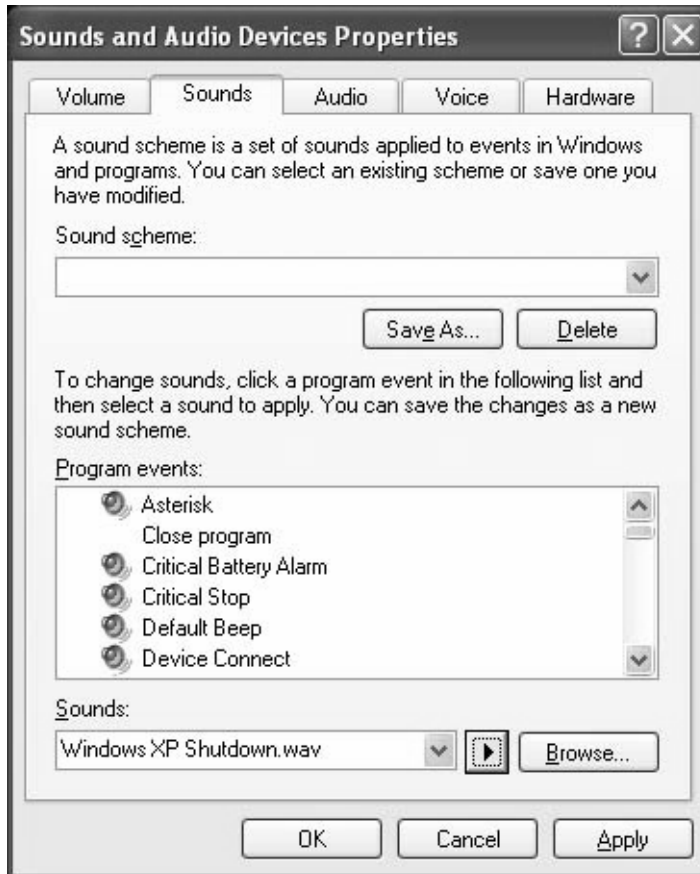 Sounds and Audio Devices Properties
Volume Sounds Audio Voice Hardware
A sound scheme is a set of sounds applied to events in Windows
and programs. You can select an existing scheme or save one you
have modified.
Sound scheme:
Save As... Delete
To change sounds, click a program event in the following list and
then select a sound to apply. You can save the changes as a new
sound scheme.
Program events:
Asterisk
Close program
Critical Battery Alarm
Critical Stop
Default Beep
Device Connect
Sounds:
Windows XP Shutdown.wav Browse...
OK Cancel Apply